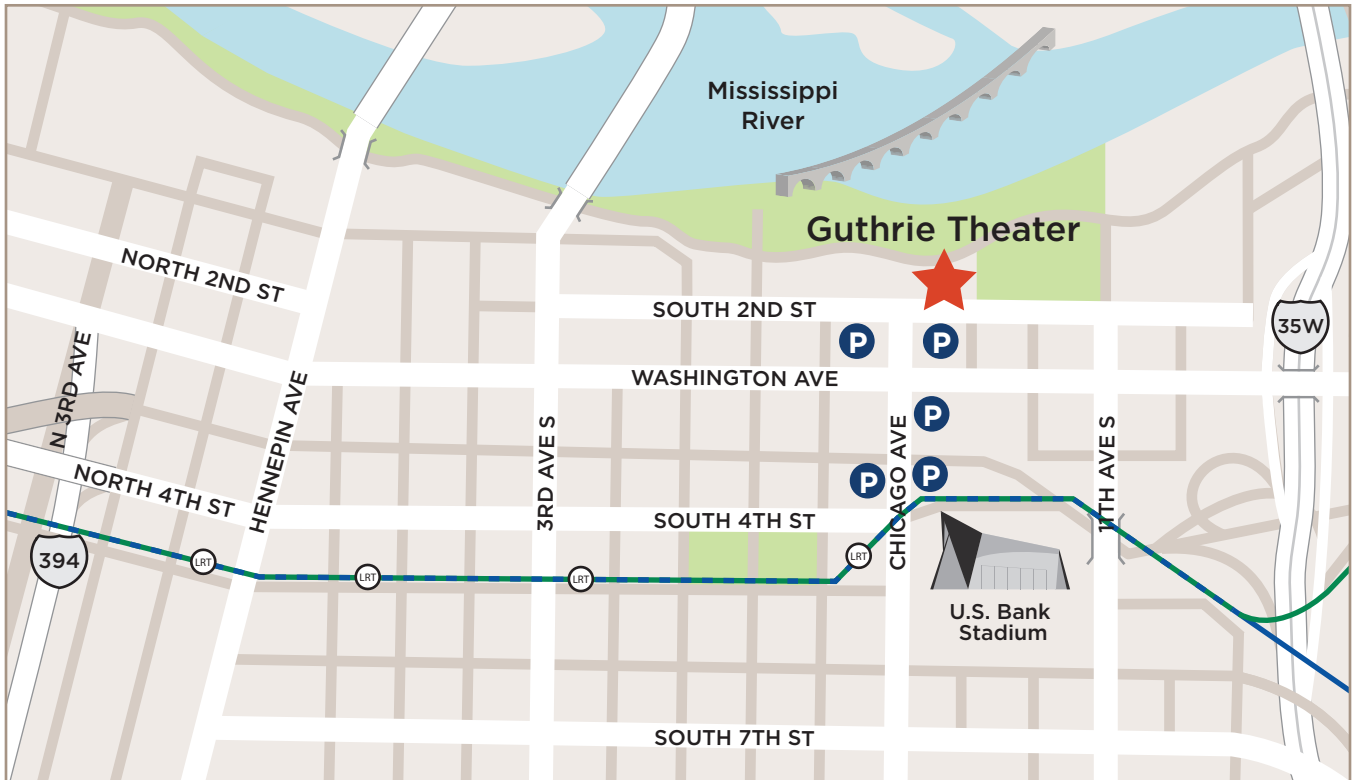 Mississippi
River
Guthrie Theater
NORTH 2ND ST
SOUTH 2ND ST
35W
P
P
N 3RD AVE
WASHINGTON AVE
HENNEPIN AVE
3RD AVE S
CHICAGO AVE
11TH AVE S
P
P
P
NORTH 4TH ST
SOUTH 4TH ST
394
LRT
LRT
LRT
LRT
U.S. Bank
Stadium
SOUTH 7TH ST